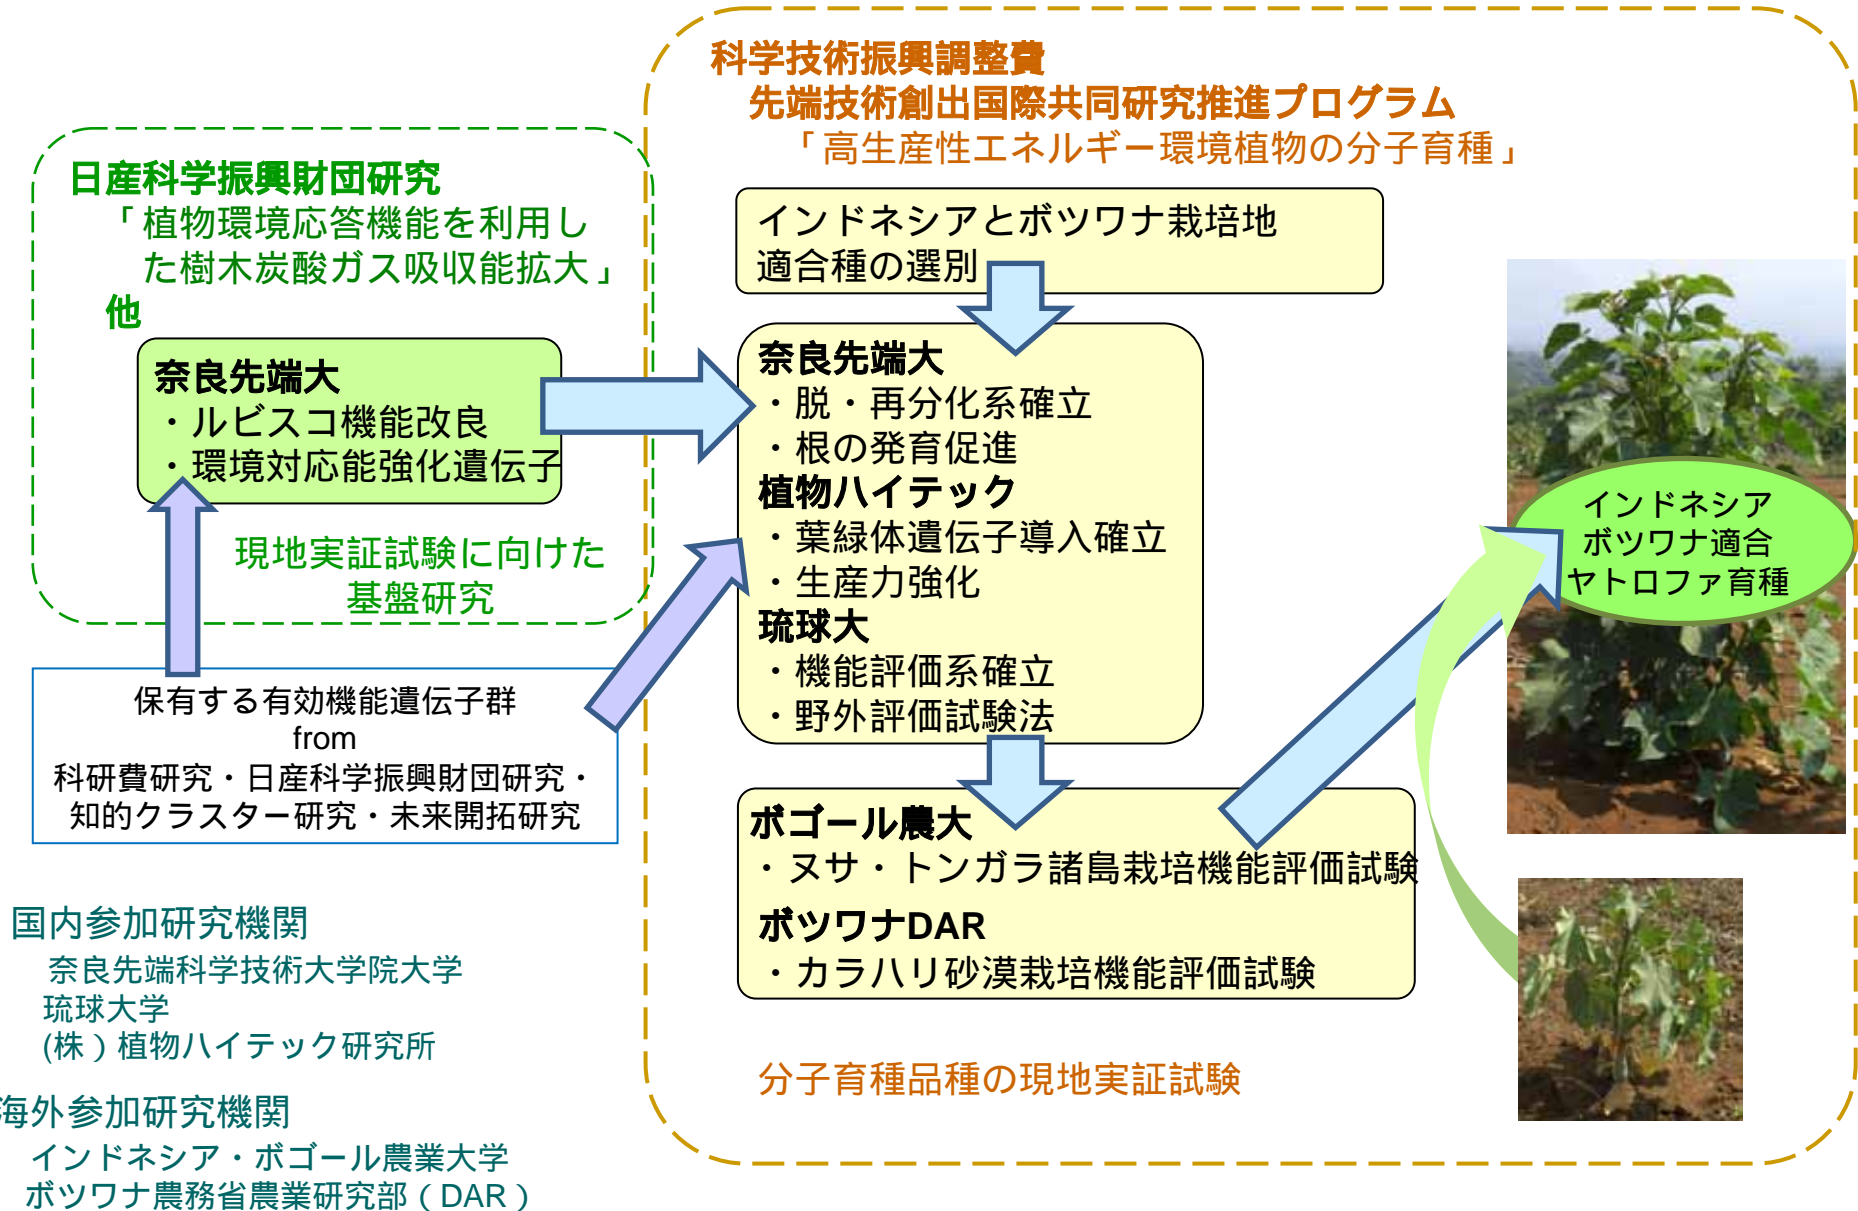 科学技術振興調整費
先端技術創出国際共同研究推進プログラム
「高生産性エネルギー環境植物の分子育種」
日産科学振興財団研究
「植物環境応答機能を利用し
た樹木炭酸ガス吸収能拡大」
他
奈良先端大
・ルビスコ機能改良
・環境対応能強化遺伝子
現地実証試験に向けた
基盤研究
保有する有効機能遺伝子群
from
科研費研究・日産科学振興財団研究・
知的クラスター研究・未来開拓研究
インドネシアとボツワナ栽培地
適合種の選別
奈良先端大
・脱・再分化系確立
・根の発育促進
植物ハイテック
・葉緑体遺伝子導入確立
・生産力強化
琉球大
・機能評価系確立
・野外評価試験法
ボゴール農大
・ヌサ・トンガラ諸島栽培機能評価試験
ボツワナDAR
・カラハリ砂漠栽培機能評価試験
分子育種品種の現地実証試験
インドネシア
ボツワナ適合
ヤトロファ育種
国内参加研究機関
奈良先端科学技術大学院大学
琉球大学
(株）植物ハイテック研究所
海外参加研究機関
インドネシア・ボゴール農業大学
ボツワナ農務省農業研究部（DAR）